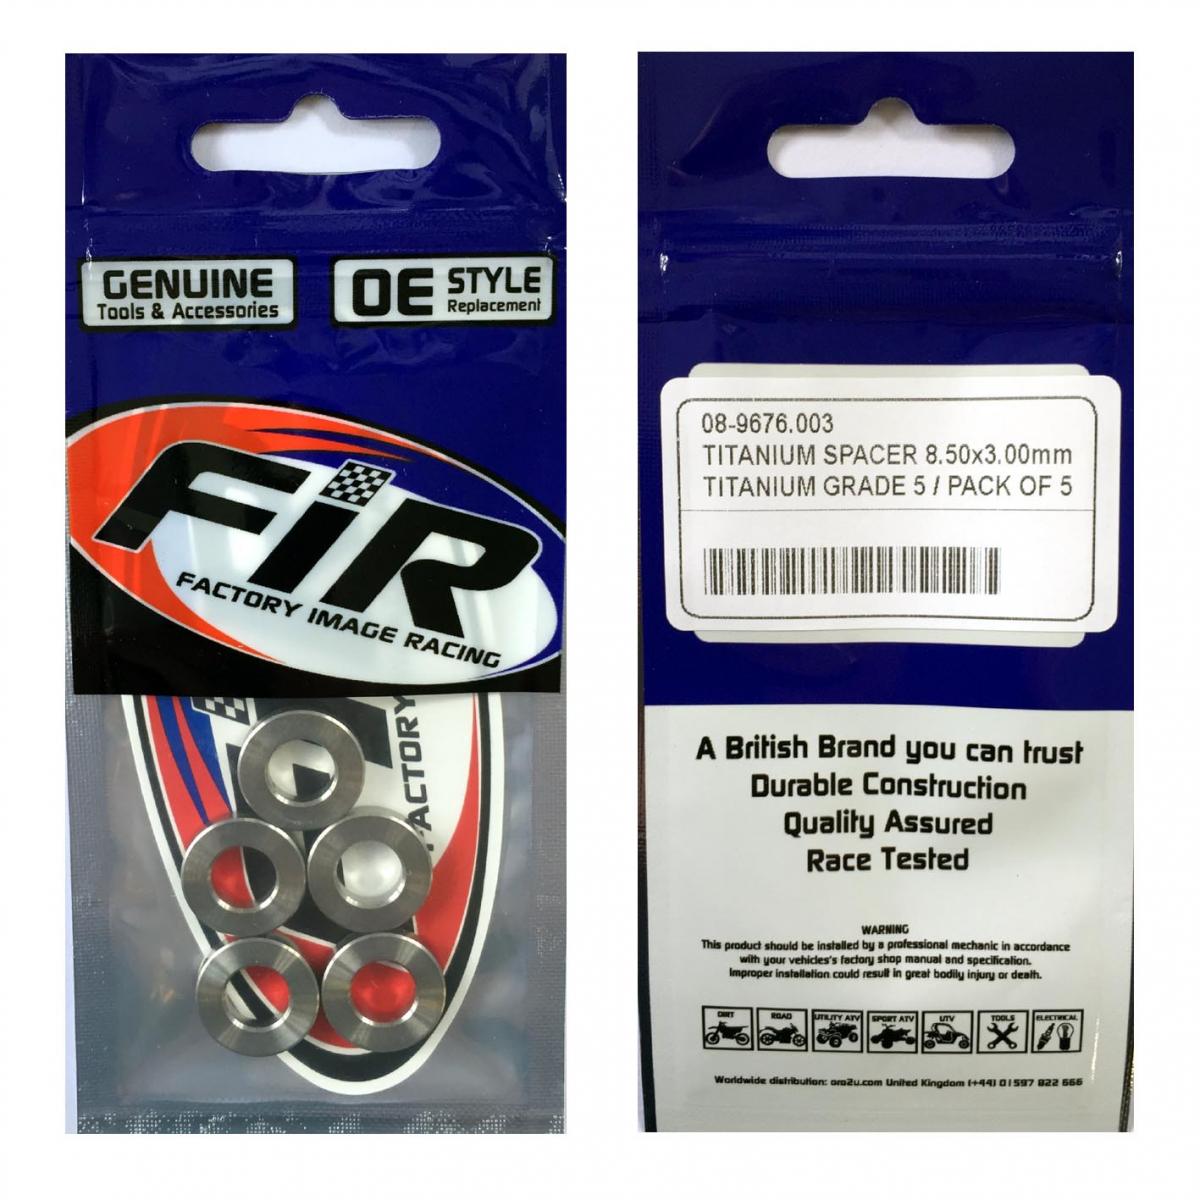 GENUINE
Tools & Accessories
OE STYLE
Replacement
FiR
FACTORY IMAGE RACING
FACTORY
08-9676.003
TITANIUM SPACER 8.50x3.00mm
TITANIUM GRADE 5 / PACK OF 5
A British Brand you can trust
Durable Construction
Quality Assured
Race Tested
WARNING
This product should be installed by a professional mechanic in accordance
with your vehicles's factory shop manual and specification.
Improper installation could result in great bodily injury or death.
DIRT ROAD UTILITY ATV SPORT ATV UTV TOOLS ELECTRICAL
Worldwide distribution: oro2u.com United Kingdom (+44) 01597 822 666